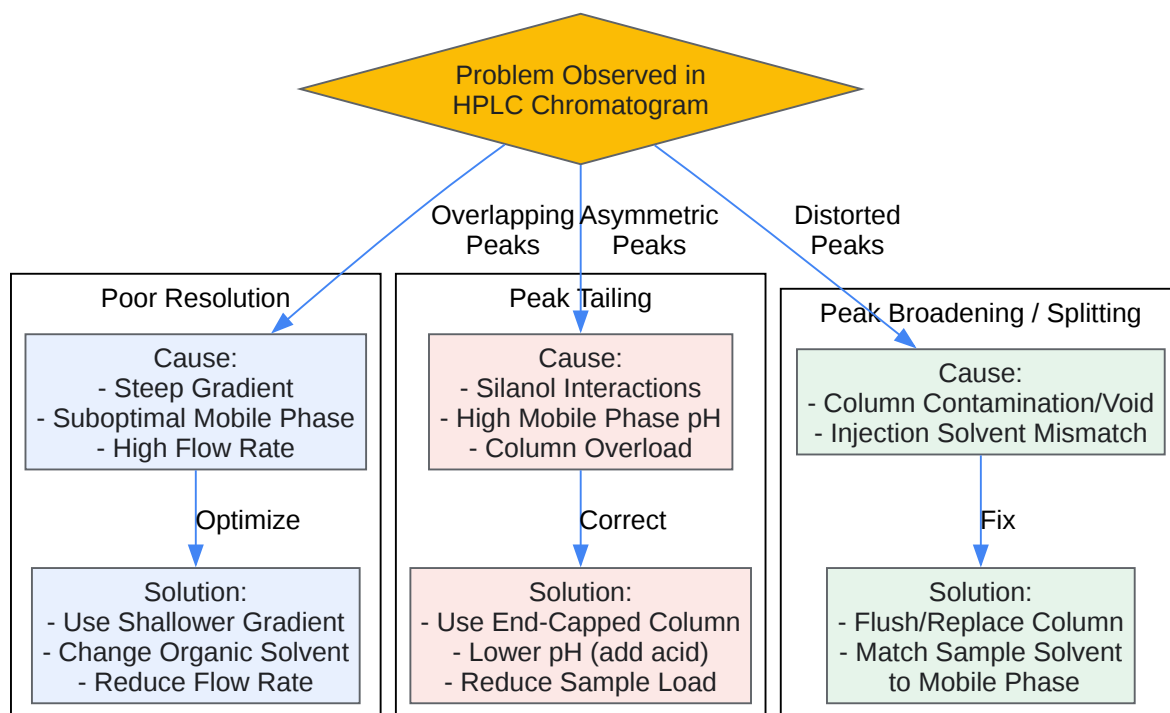 Problem Observed in
HPLC Chromatogram
Overlapping
Peaks
Asymmetric
Peaks
Distorted
Peaks
Poor Resolution
Cause:
- Steep Gradient
- Suboptimal Mobile Phase
- High Flow Rate
Optimize
Solution:
- Use Shallower Gradient
- Change Organic Solvent
- Reduce Flow Rate
Peak Tailing
Cause:
- Silanol Interactions
- High Mobile Phase pH
- Column Overload
Correct
Solution:
- Use End-Capped Column
- Lower pH (add acid)
- Reduce Sample Load
Peak Broadening / Splitting
Cause:
- Column Contamination/Void
- Injection Solvent Mismatch
Fix
Solution:
- Flush/Replace Column
- Match Sample Solvent
to Mobile Phase